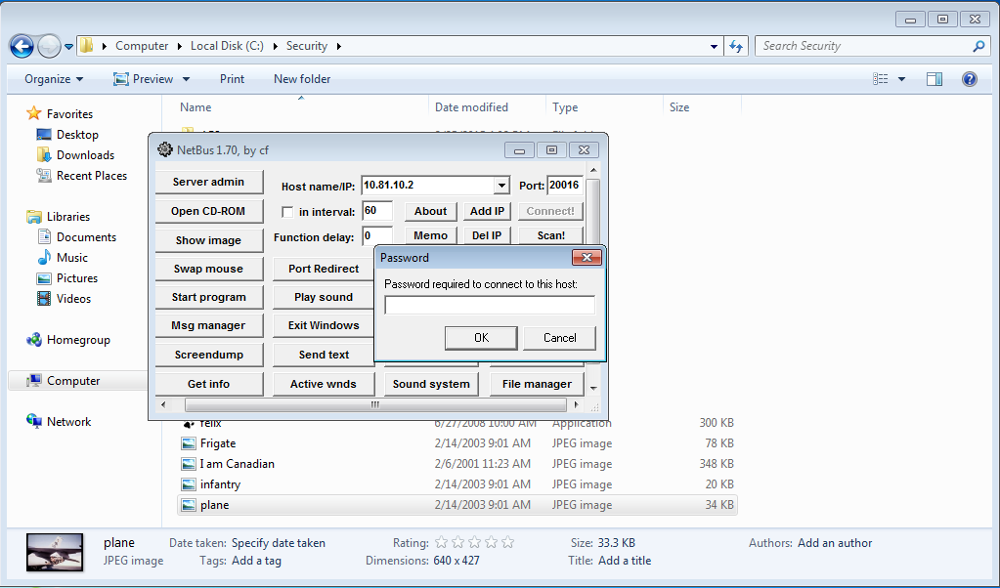 Computer Local Disk (C:) Security Search Security
Organize Preview Print New folder
Name Date modified Type Size
Favorites
Desktop
Downloads
Recent Places
Libraries
Documents
Music
Pictures
Videos
Homegroup
Computer
Network
NetBus 1.70, by cf
Server admin Host name/IP: 10.81.10.2 Port: 20016
Open CD-ROM in interval: 60 About Add IP Connect!
Show image Function delay: 0 Memo Del IP Scan!
Swap mouse Port Redirect
Start program Play sound
Msg manager Exit Windows
Screendump Send text
Get info Active wnds Sound system File manager
Password
Password required to connect to this host:
OK Cancel
felix 6/27/2008 10:00 AM Application 300 KB
Frigate 2/14/2003 9:01 AM JPEG image 78 KB
I am Canadian 2/6/2001 11:23 AM JPEG image 348 KB
infantry 2/14/2003 9:01 AM JPEG image 20 KB
plane 2/14/2003 9:01 AM JPEG image 34 KB
plane Date taken: Specify date taken Rating: Size: 33.3 KB Authors: Add an author
JPEG image Tags: Add a tag Dimensions: 640 x 427 Title: Add a title